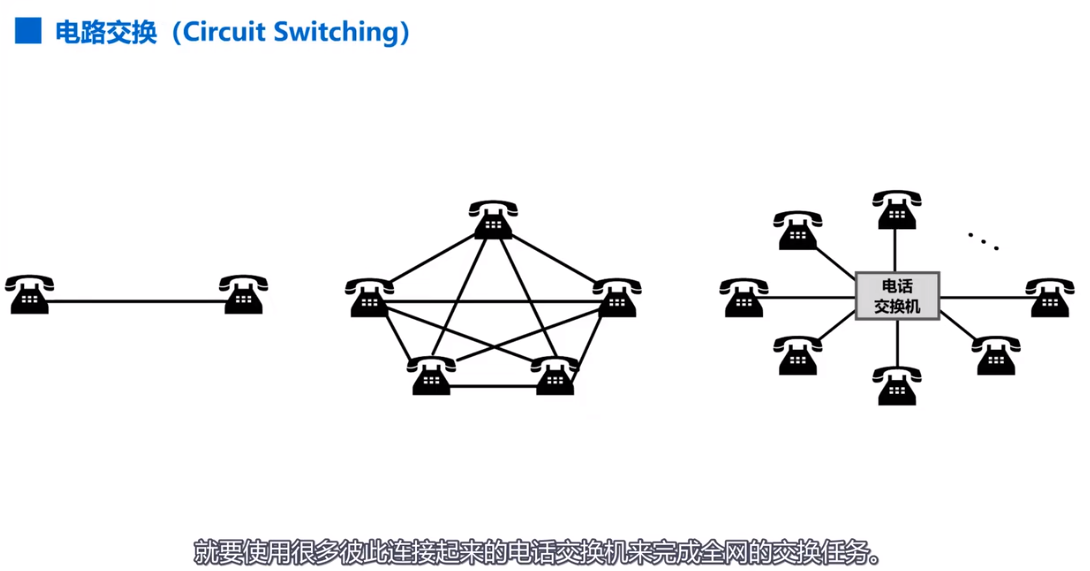 电路交换（Circuit Switching）
电话
交换机
就要使用很多彼此连接起来的电话交换机来完成全网的交换任务。